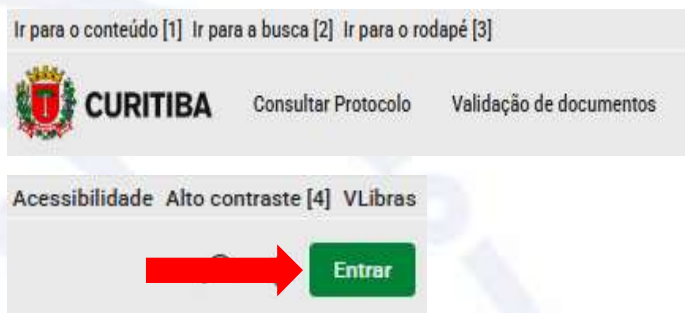 Ir para o conteúdo [1] Ir para a busca [2] Ir para o rodapé [3]
CURITIBA Consultar Protocolo Validação de documentos
Acessibilidade Alto contraste [4] VLibras
Entrar